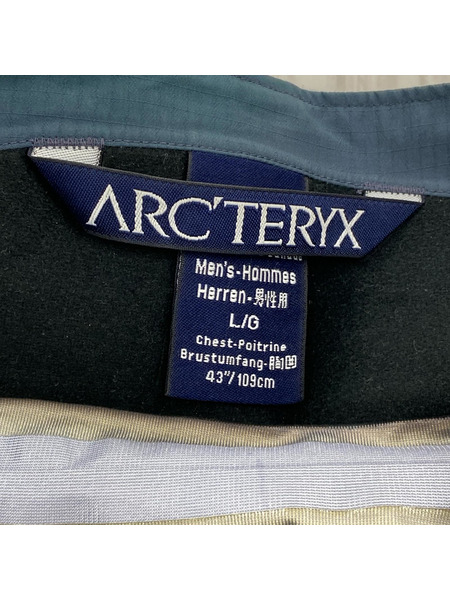 ARC'TERYX
Men's-Hommes
Herren-男性用
L/G
Chest-Poitrine
Brustumfang-胸囲
43"/109cm